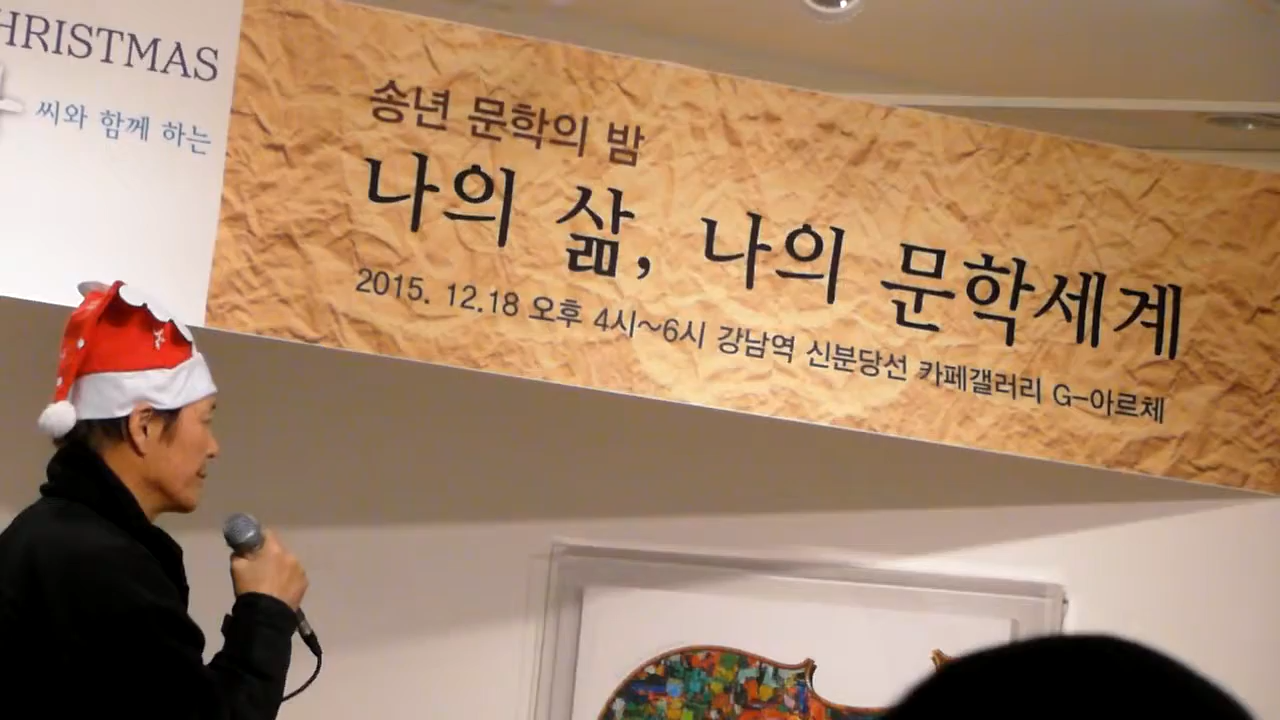 HRISTMAS
씨와 함께 하는
송년 문학의 밤
나의 삶, 나의 문학세계
2015. 12.18 오후 4시~6시 강남역 신분당선 카페갤러리 G-아르체